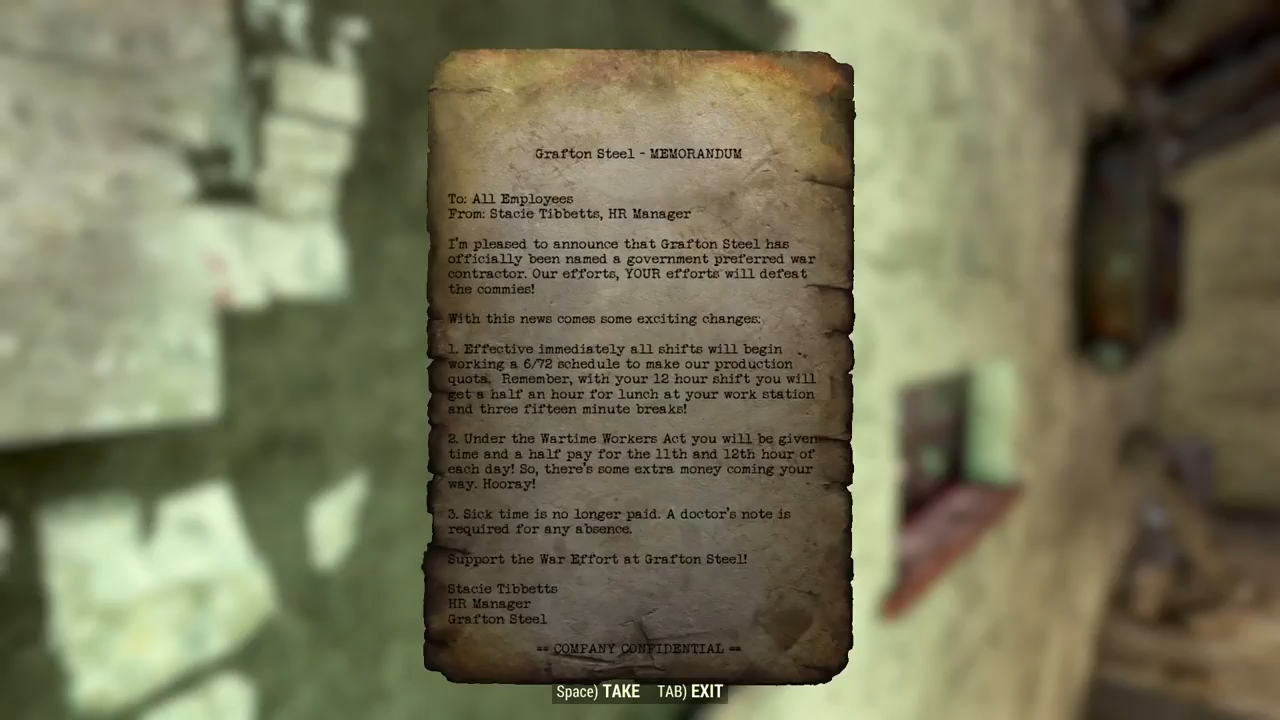 Grafton Steel - MEMORANDUM
To: All Employees
From: Stacie Tibbetts, HR Manager
I'm pleased to announce that Grafton Steel has
officially been named a government preferred war
contractor. Our efforts, YOUR efforts will defeat
the commies!
With this news comes some exciting changes:
1. Effective immediately all shifts will begin
working a 6/72 schedule to make our production
quota.  Remember, with your 12 hour shift you will
get a half an hour for lunch at your work station
and three fifteen minute breaks!
2. Under the Wartime Workers Act you will be given
time and a half pay for the 11th and 12th hour of
each day! So, there's some extra money coming your
way. Hooray!
3. Sick time is no longer paid. A doctor's note is
required for any absence.
Support the War Effort at Grafton Steel!
Stacie Tibbetts
HR Manager
Grafton Steel
== COMPANY CONFIDENTIAL ==
Space) TAKE TAB) EXIT